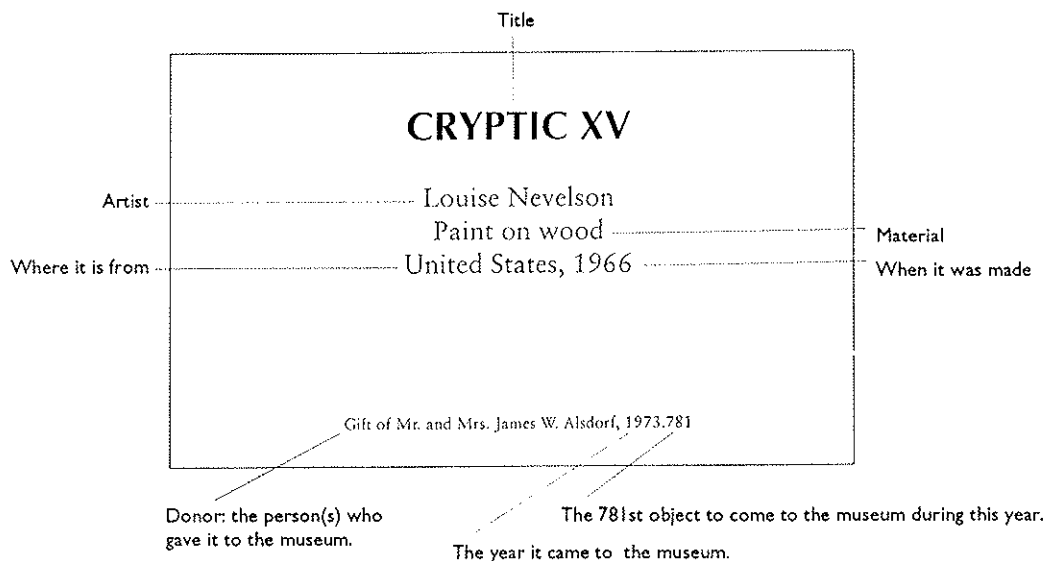 Title
CRYPTIC XV
Artist
Louise Nevelson
Paint on wood
Material
Where it is from
United States, 1966
When it was made
Gift of Mr. and Mrs. James W. Alsdorf, 1973.781
Donor: the person(s) who
gave it to the museum.
The 781st object to come to the museum during this year.
The year it came to the museum.